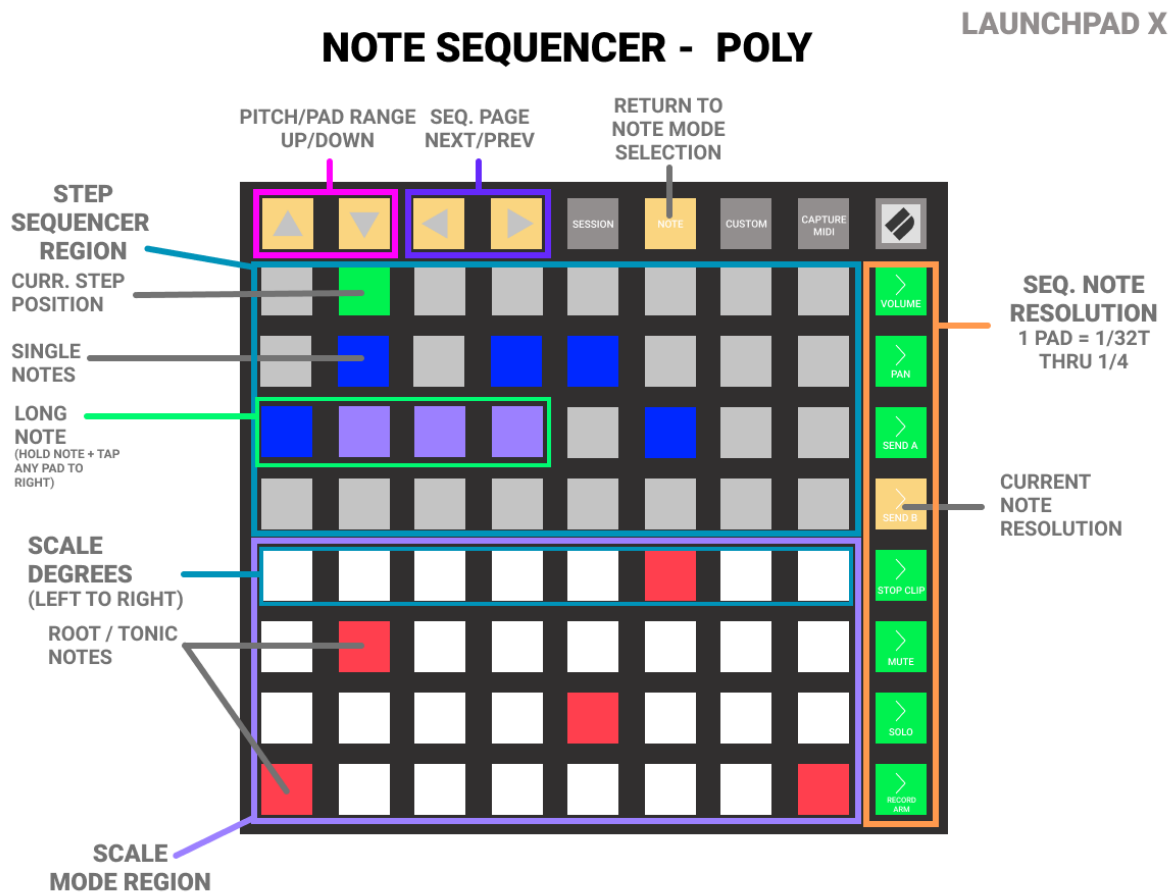 LAUNCHPAD X
NOTE SEQUENCER - POLY
PITCH/PAD RANGE
UP/DOWN
SEQ. PAGE
NEXT/PREV
RETURN TO
NOTE MODE
SELECTION
STEP
SEQUENCER
REGION
SESSION
NOTE
CUSTOM
CAPTURE
MIDI
CURR. STEP
POSITION
VOLUME
SEQ. NOTE
RESOLUTION
1 PAD = 1/32T
THRU 1/4
SINGLE
NOTES
PAN
LONG
NOTE
(HOLD NOTE + TAP
ANY PAD TO
RIGHT)
SEND A
SEND B
CURRENT
NOTE
RESOLUTION
SCALE
DEGREES
(LEFT TO RIGHT)
STOP CLIP
ROOT / TONIC
NOTES
MUTE
SOLO
RECORD
ARM
SCALE
MODE REGION